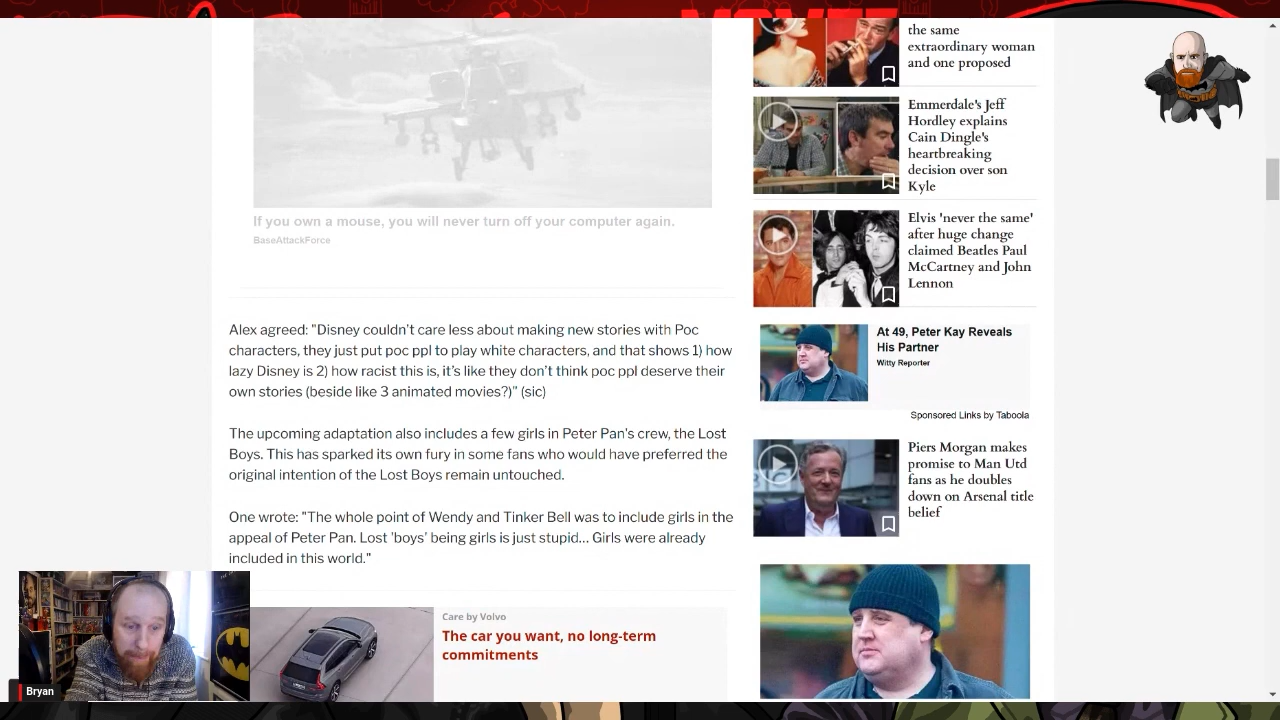 If you own a mouse, you will never turn off your computer again.
BaseAttackForce
Alex agreed: "Disney couldn't care less about making new stories with Poc
characters, they just put poc ppl to play white characters, and that shows 1) how
lazy Disney is 2) how racist this is, it's like they don't think poc ppl deserve their
own stories (beside like 3 animated movies?)" (sic)
The upcoming adaptation also includes a few girls in Peter Pan's crew, the Lost
Boys. This has sparked its own fury in some fans who would have preferred the
original intention of the Lost Boys remain untouched.
One wrote: "The whole point of Wendy and Tinker Bell was to include girls in the
appeal of Peter Pan. Lost 'boys' being girls is just stupid... Girls were already
included in this world."
Care by Volvo
The car you want, no long-term
commitments
Bryan
the same
extraordinary woman
and one proposed
Emmerdale's Jeff
Hordley explains
Cain Dingle's
heartbreaking
decision over son
Kyle
Elvis 'never the same'
after huge change
claimed Beatles Paul
McCartney and John
Lennon
At 49, Peter Kay Reveals
His Partner
Witty Reporter
Sponsored Links by Taboola
Piers Morgan makes
promise to Man Utd
fans as he doubles
down on Arsenal title
belief